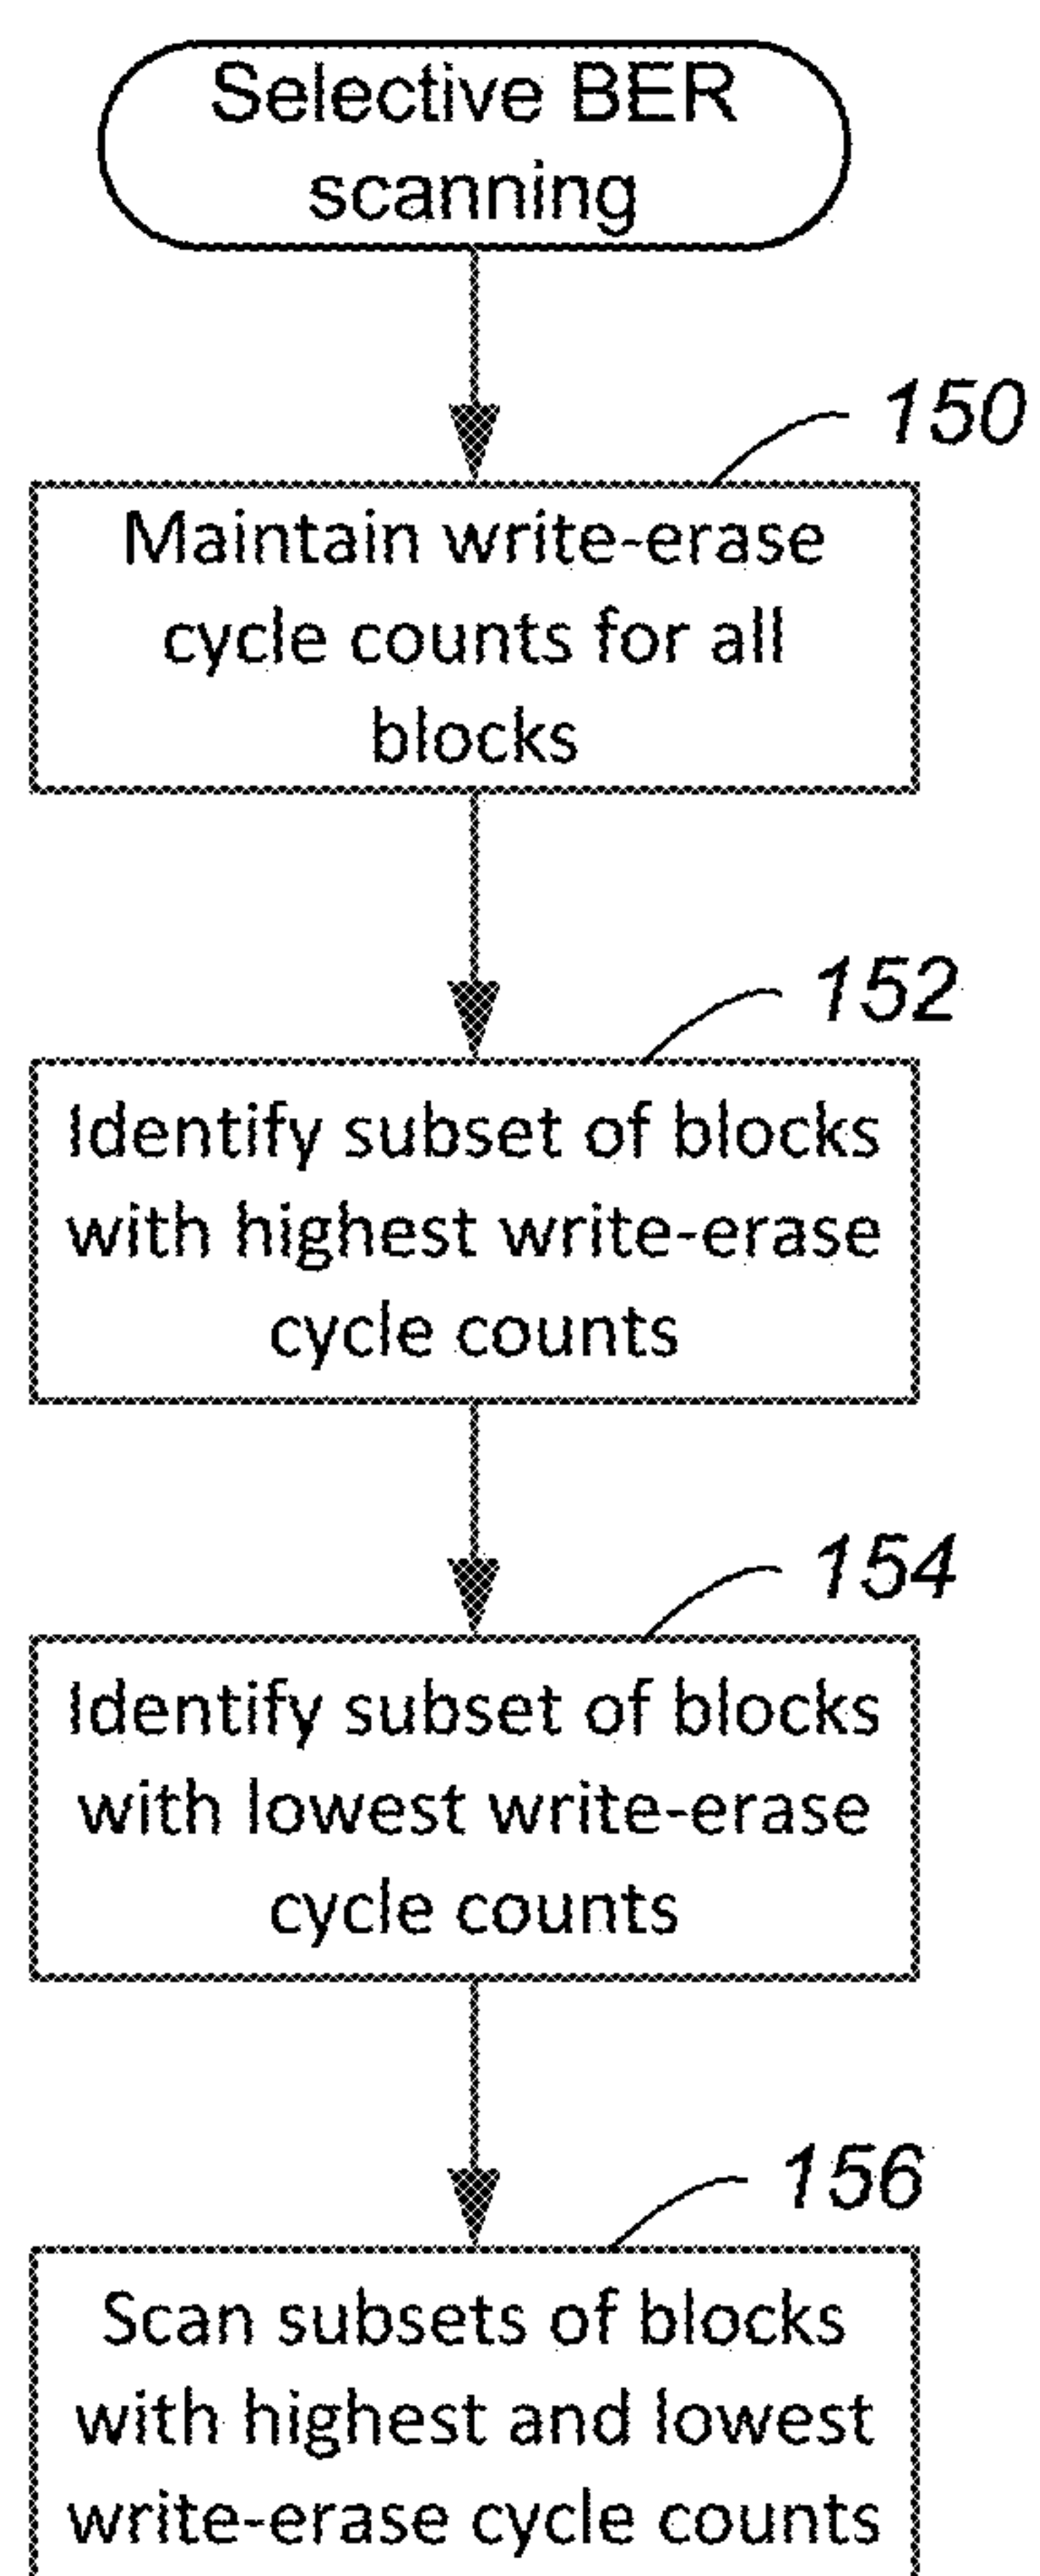 Selective BER
scanning
150
Maintain write-erase
cycle counts for all
blocks
152
Identify subset of blocks
with highest write-erase
cycle counts
154
Identify subset of blocks
with lowest write-erase
cycle counts
156
Scan subsets of blocks
with highest and lowest
write-erase cycle counts